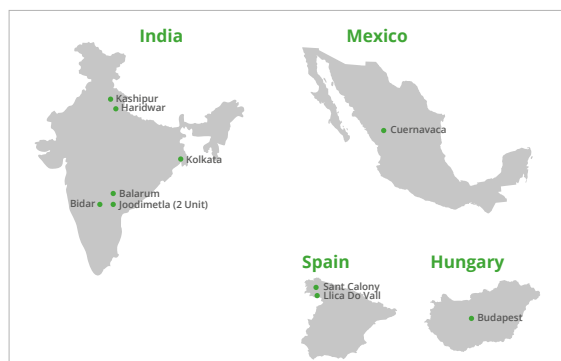 India
Kashipur
Haridwar
Kolkata
Balarum
Bidar
Joodimetla (2 Unit)
Mexico
Cuernavaca
Spain
Sant Calony
Llica Do Vall
Hungary
Budapest